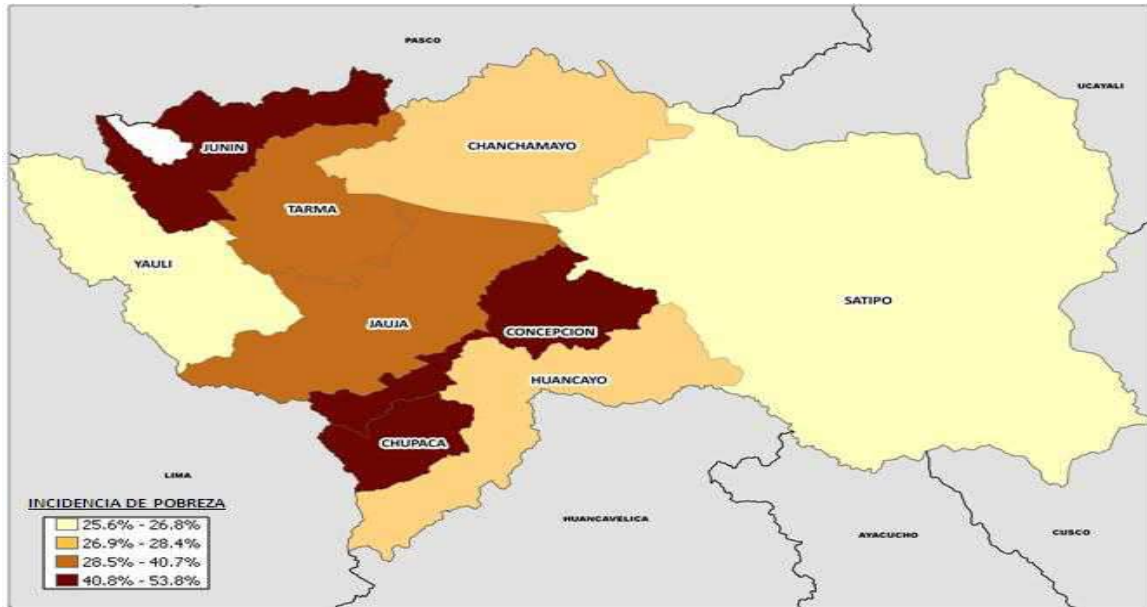 PASCO
UCAYALI
JUNIN
CHANCHAMAYO
TARMA
YAULI
SATIPO
JAUJA
CONCEPCION
HUANCAYO
CHUPACA
LIMA
INCIDENCIA DE POBREZA
25.6% - 26.8%
26.9% - 28.4%
28.5% - 40.7%
40.8% - 53.8%
HUANCAVELICA
AYACUCHO
CUSCO